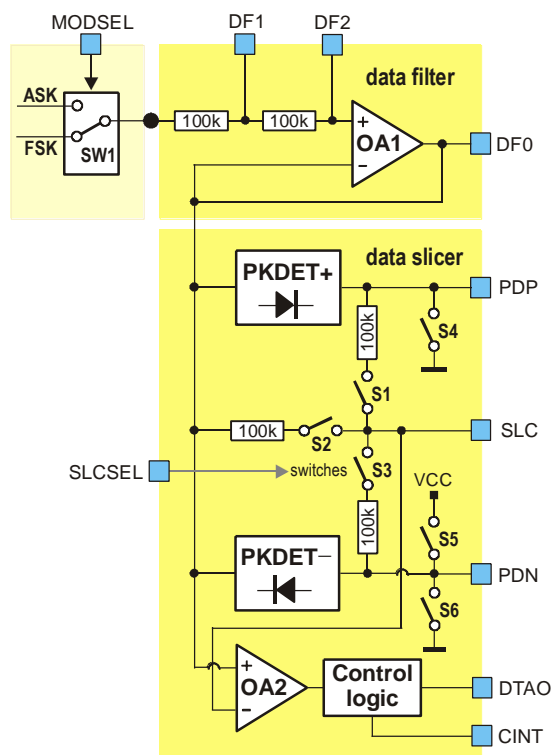 MODSEL
DF1
DF2
data filter
ASK
FSK
SW1
100k
100k
+
−
OA1
DF0
data slicer
PKDET+
PDP
100k
S4
S1
100k
S2
SLC
SLCSEL
switches
S3
VCC
100k
S5
PKDET−
PDN
S6
+
−
OA2
Control
logic
DTAO
CINT